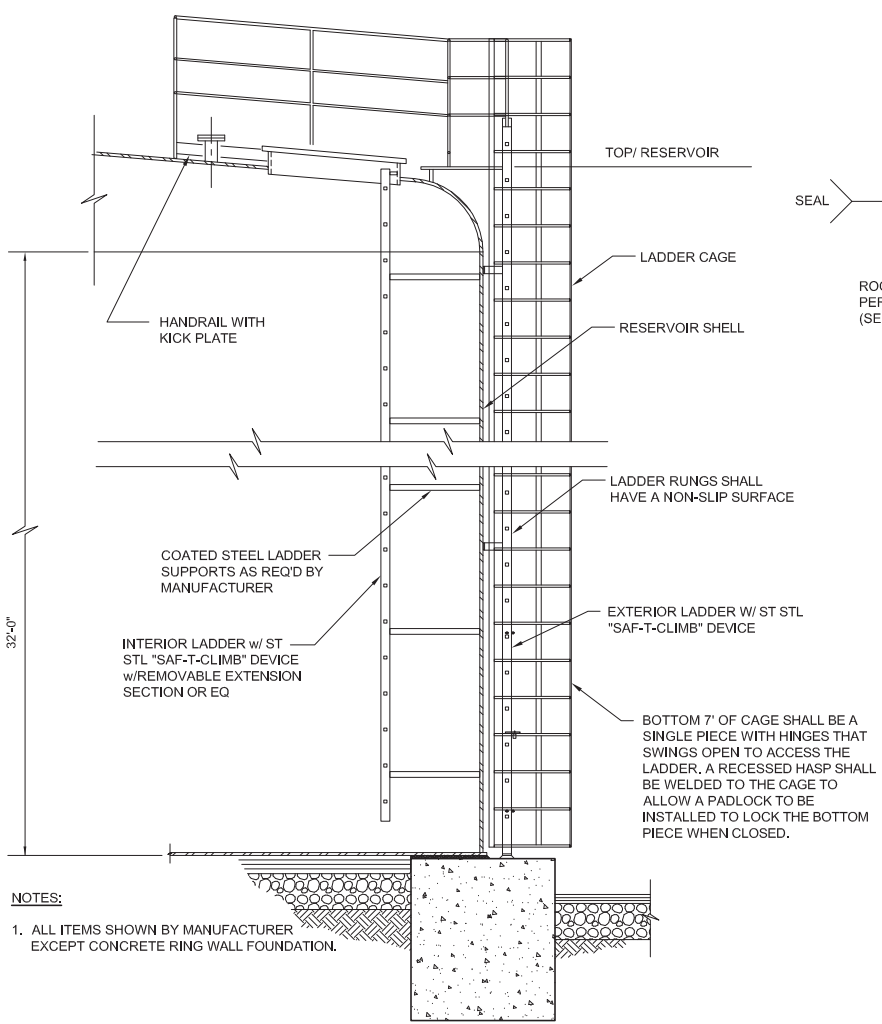 TOP/ RESERVOIR
SEAL
LADDER CAGE
HANDRAIL WITH
KICK PLATE
RESERVOIR SHELL
LADDER RUNGS SHALL
HAVE A NON-SLIP SURFACE
COATED STEEL LADDER
SUPPORTS AS REQ'D BY
MANUFACTURER
EXTERIOR LADDER W/ ST STL
"SAF-T-CLIMB" DEVICE
32'-0"
INTERIOR LADDER w/ ST
STL "SAF-T-CLIMB" DEVICE
w/REMOVABLE EXTENSION
SECTION OR EQ
BOTTOM 7' OF CAGE SHALL BE A
SINGLE PIECE WITH HINGES THAT
SWINGS OPEN TO ACCESS THE
LADDER. A RECESSED HASP SHALL
BE WELDED TO THE CAGE TO
ALLOW A PADLOCK TO BE
INSTALLED TO LOCK THE BOTTOM
PIECE WHEN CLOSED.
NOTES:
1. ALL ITEMS SHOWN BY MANUFACTURER
EXCEPT CONCRETE RING WALL FOUNDATION.